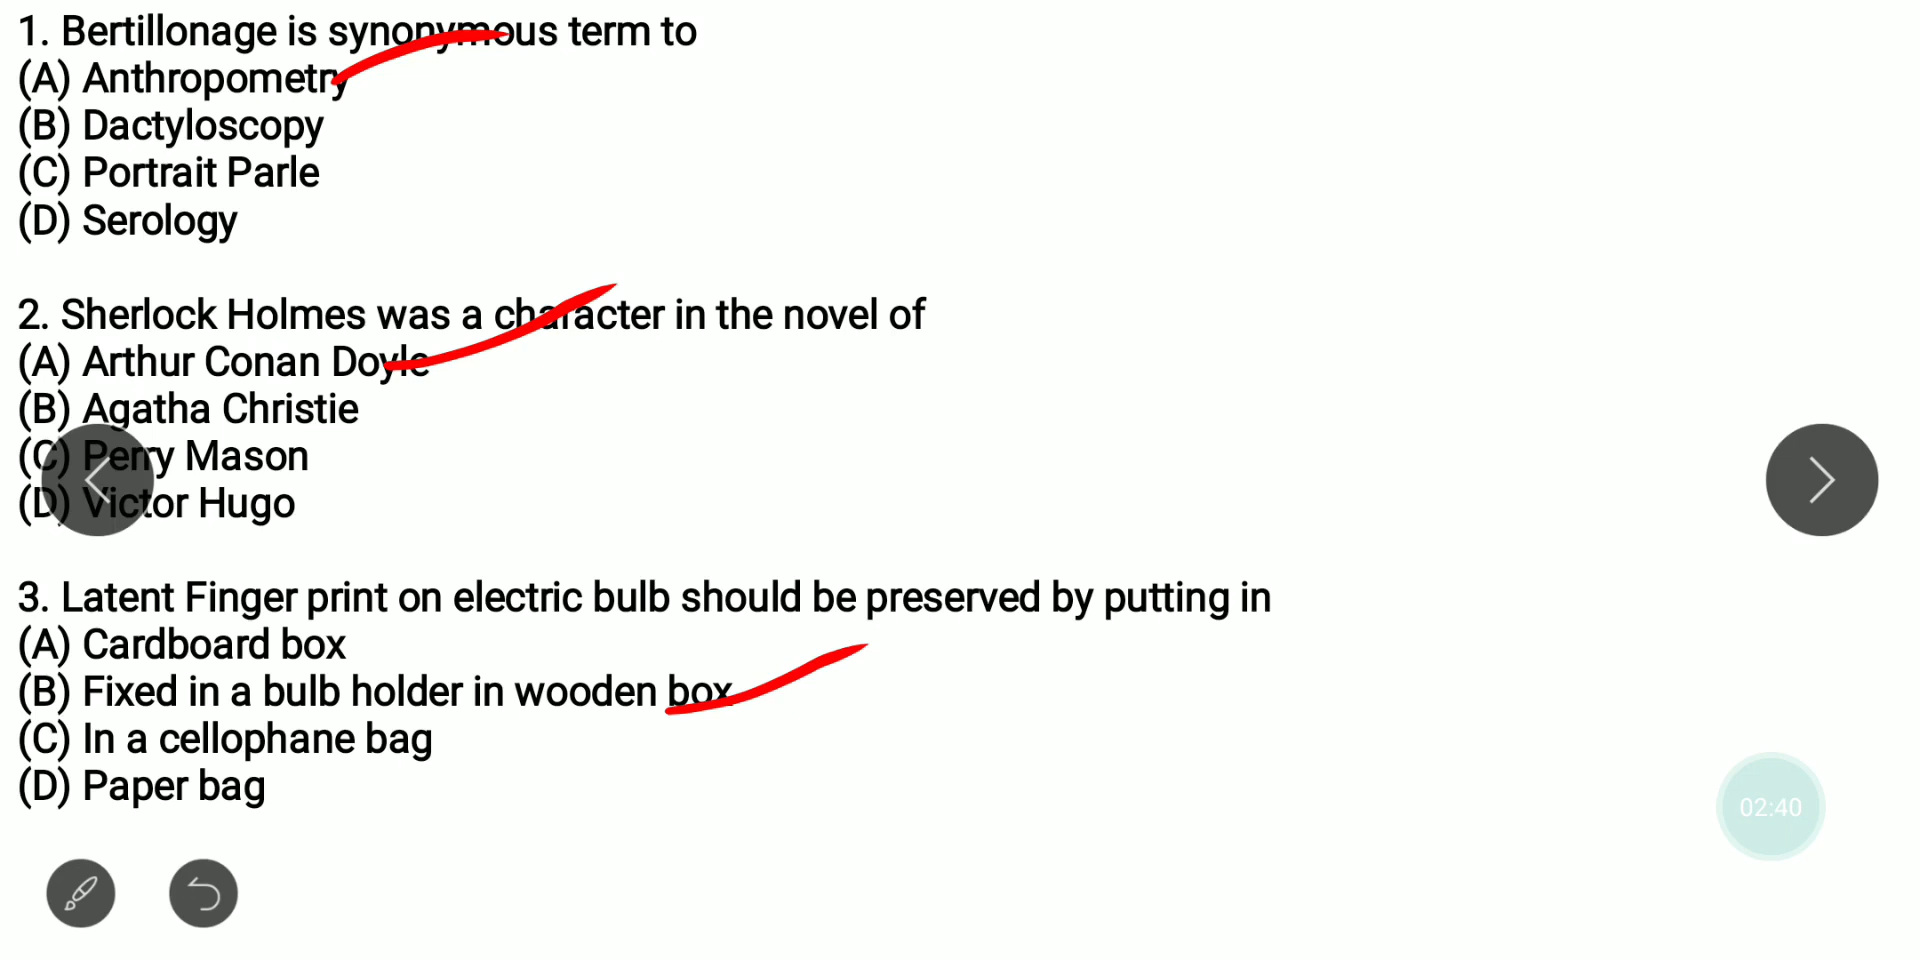 1. Bertillonage is synonymous term to
(A) Anthropometry
(B) Dactyloscopy
(C) Portrait Parle
(D) Serology
2. Sherlock Holmes was a character in the novel of
(A) Arthur Conan Doyle
(B) Agatha Christie
(C) Perry Mason
(D) Victor Hugo
3. Latent Finger print on electric bulb should be preserved by putting in
(A) Cardboard box
(B) Fixed in a bulb holder in wooden box
(C) In a cellophane bag
(D) Paper bag
02:40